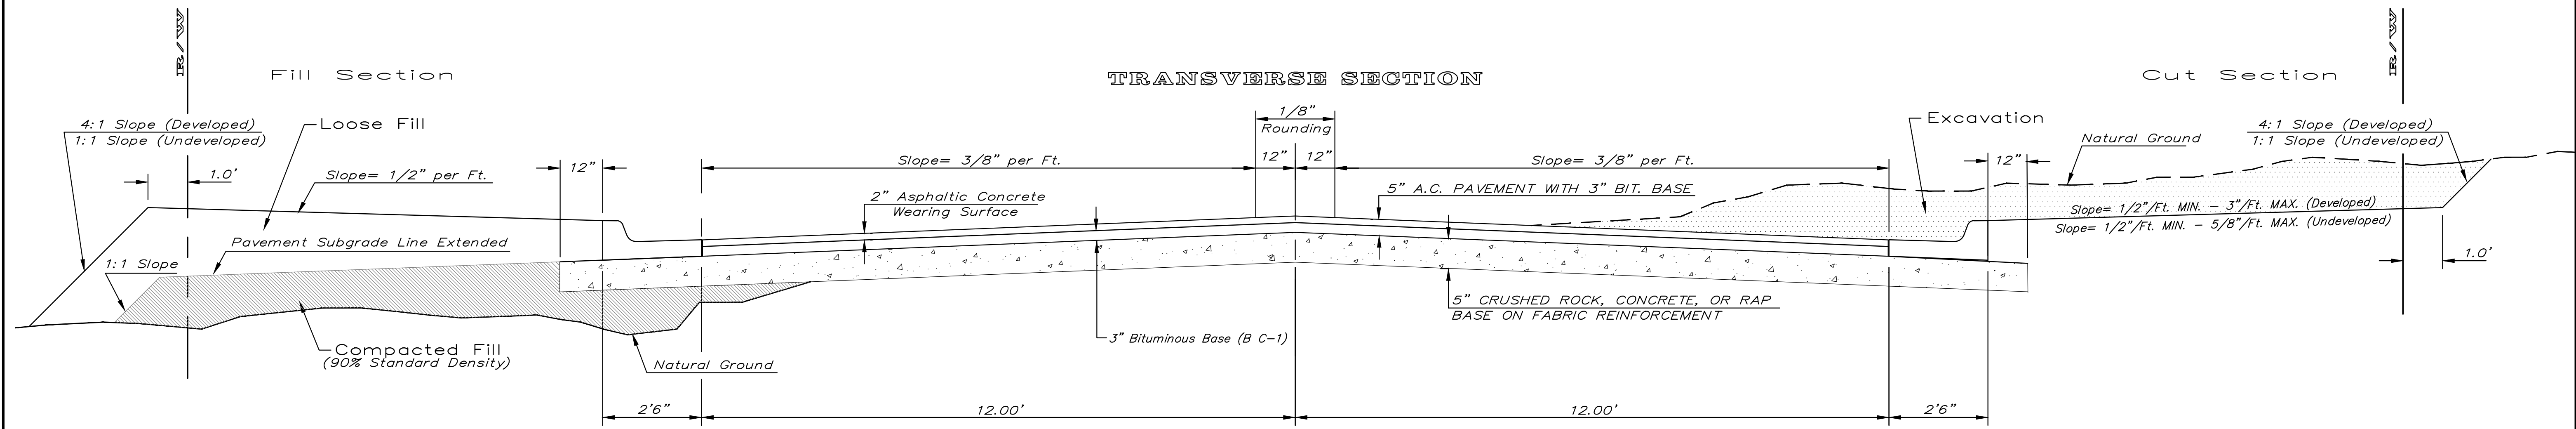 R/W
R/W
Fill Section
TRANSVERSE SECTION
Cut Section
4:1 Slope (Developed)
1:1 Slope (Undeveloped)
Loose Fill
1.0'
Slope= 1/2" per Ft.
12"
Slope= 3/8" per Ft.
1/8"
Rounding
12"
12"
Slope= 3/8" per Ft.
Excavation
Natural Ground
4:1 Slope (Developed)
1:1 Slope (Undeveloped)
12"
2" Asphaltic Concrete
Wearing Surface
5" A.C. PAVEMENT WITH 3" BIT. BASE
Slope= 1/2"/Ft. MIN. - 3"/Ft. MAX. (Developed)
Slope= 1/2"/Ft. MIN. - 5/8"/Ft. MAX. (Undeveloped)
1.0'
Pavement Subgrade Line Extended
1:1 Slope
5" CRUSHED ROCK, CONCRETE, OR RAP
BASE ON FABRIC REINFORCEMENT
3" Bituminous Base (B C-1)
Compacted Fill
(90% Standard Density)
Natural Ground
2'6"
12.00'
12.00'
2'6"